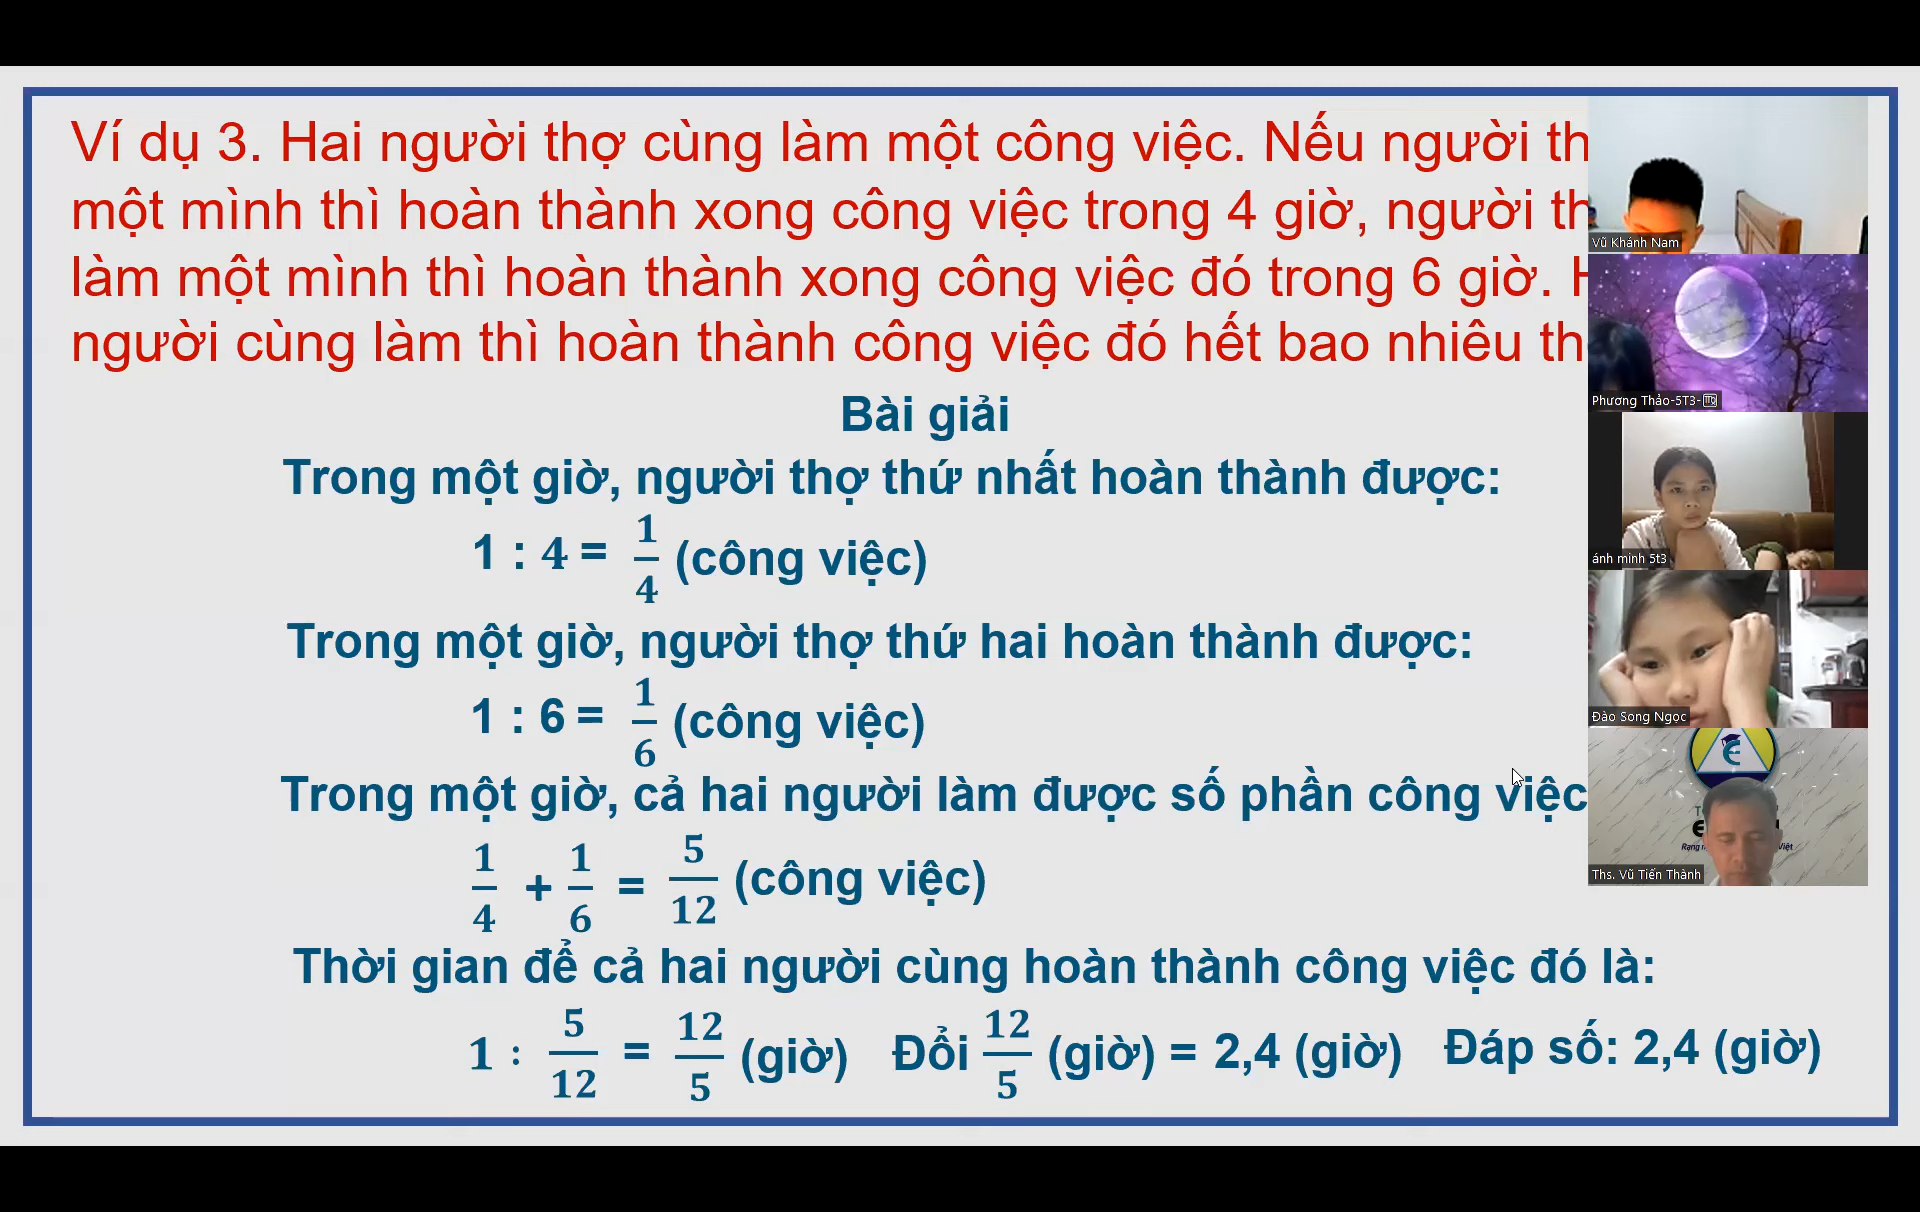 Ví dụ 3. Hai người thợ cùng làm một công việc. Nếu người
một mình thì hoàn thành xong công việc trong 4 giờ, người
làm một mình thì hoàn thành xong công việc đó trong 6 giờ.
người cùng làm thì hoàn thành công việc đó hết bao nhiêu
Bài giải
Trong một giờ, người thợ thứ nhất hoàn thành được:
1 : 4 = 1/4 (công việc)
Trong một giờ, người thợ thứ hai hoàn thành được:
1 : 6 = 1/6 (công việc)
Trong một giờ, cả hai người làm được số phần công việc
1/4 + 1/6 = 5/12 (công việc)
Thời gian để cả hai người cùng hoàn thành công việc đó là:
1 : 5/12 = 12/5 (giờ) Đổi 12/5 (giờ) = 2,4 (giờ) Đáp số: 2,4 (giờ)
Vũ Khánh Nam
Phương Thảo-5T3-♍
ánh minh 5t3
Đào Song Ngọc
Ths. Vũ Tiến Thành